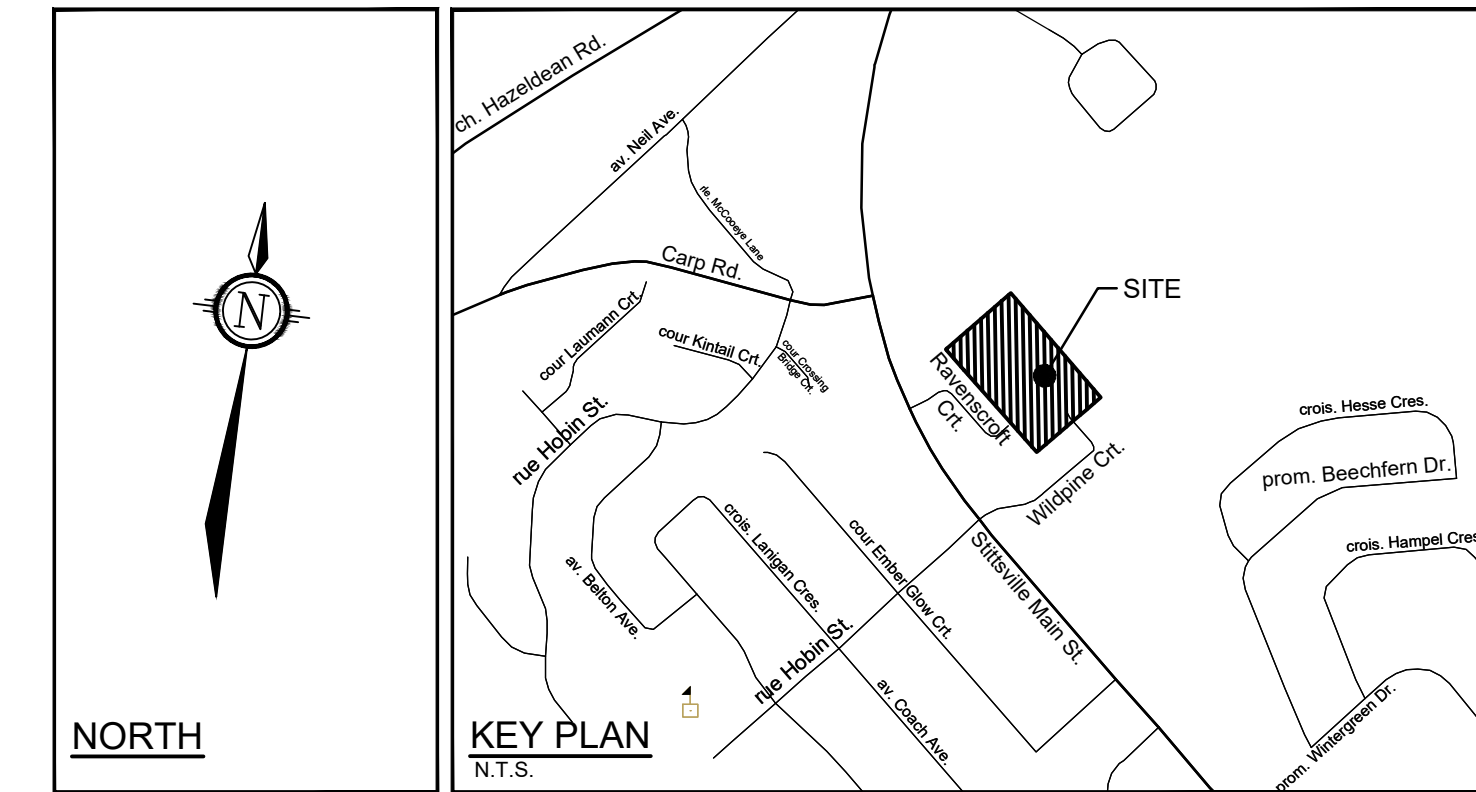 N
NORTH
ch. Hazeldean Rd.
av. Neil Ave.
rle. McCooeye Lane
Carp Rd.
cour Laumann Crt.
cour Kintail Crt.
cour Crossing
Bridge Crt.
rue Hobin St.
SITE
Ravenscroft
Crt.
Wildpine Crt.
crois. Hesse Cres.
prom. Beechfern Dr.
crois. Hampel Cres
crois. Lanigan Cres.
cour Ember Glow Crt.
Stittsville Main St.
av. Belton Ave.
rue Hobin St.
av. Coach Ave.
prom. Wintergreen Dr.
KEY PLAN
N.T.S.